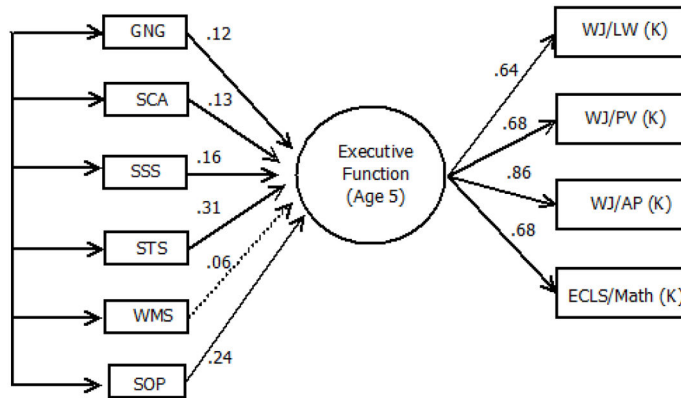 GNG
SCA
SSS
STS
WMS
SOP
.12
.13
.16
.31
.06
.24
Executive
Function
(Age 5)
.64
.68
.86
.68
WJ/LW (K)
WJ/PV (K)
WJ/AP (K)
ECLS/Math (K)